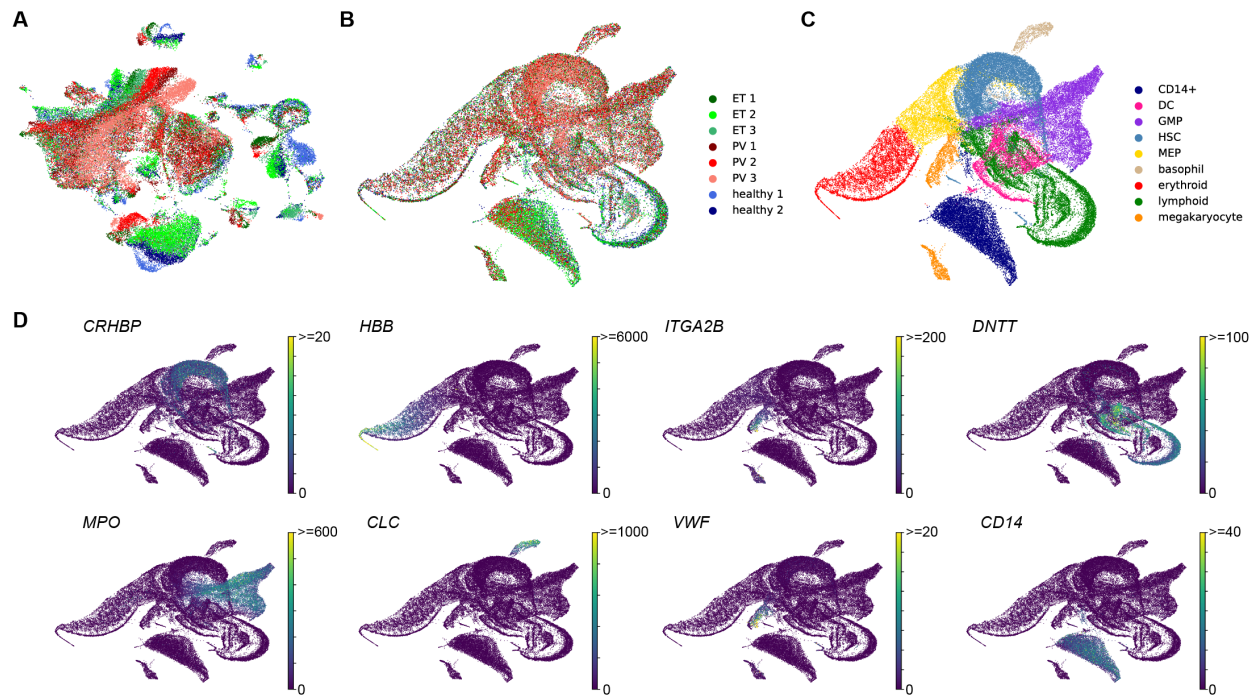 A
B
C
ET 1
ET 2
ET 3
PV 1
PV 2
PV 3
healthy 1
healthy 2
CD14+
DC
GMP
HSC
MEP
basophil
erythroid
lymphoid
megakaryocyte
D
CRHBP
>=20
0
HBB
>=6000
0
ITGA2B
>=200
0
DNTT
>=100
0
MPO
>=600
0
CLC
>=1000
0
VWF
>=20
0
CD14
>=40
0